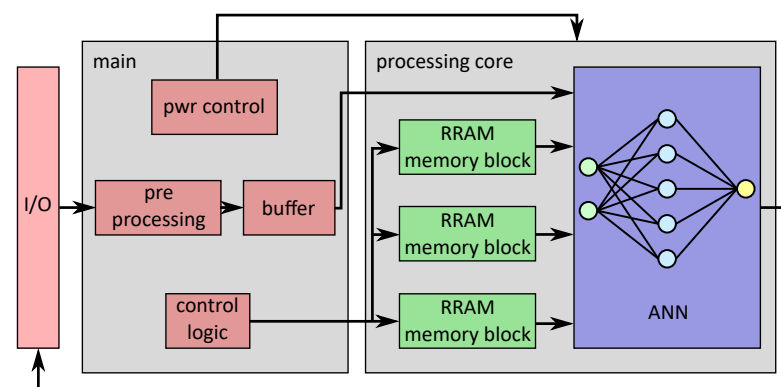 I/O
main
pwr control
pre
processing
buffer
control
logic
processing core
RRAM
memory block
RRAM
memory block
RRAM
memory block
ANN